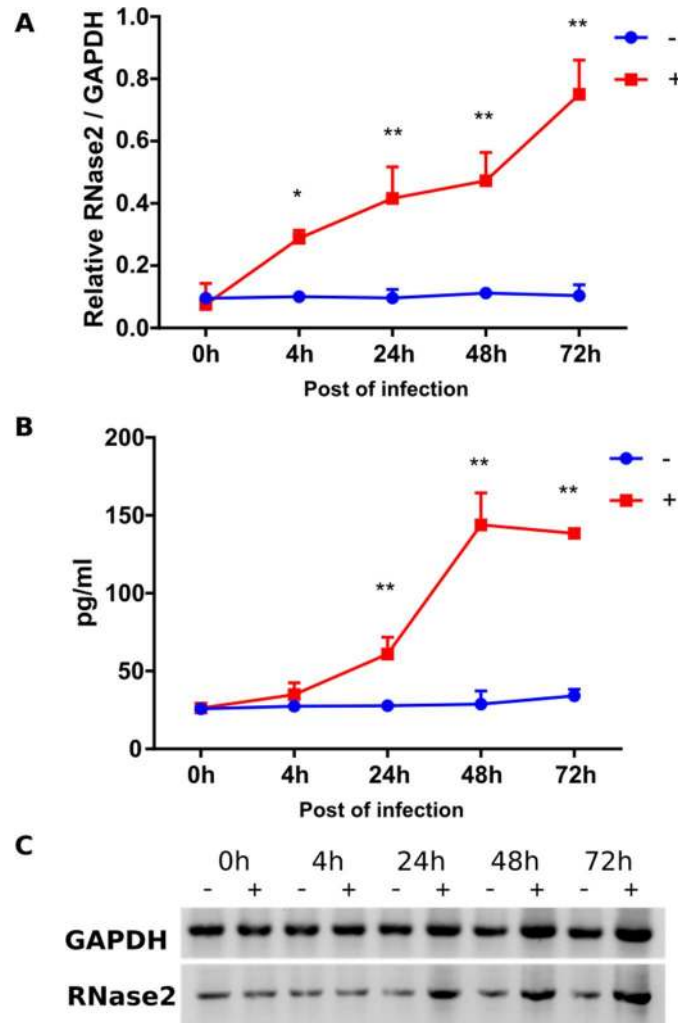 A
Relative RNase2 / GAPDH
1.0
0.8
0.6
0.4
0.2
0.0
*
**
**
**
-
+
0h 4h 24h 48h 72h
Post of infection
B
pg/ml
200
150
100
50
0
**
**
**
-
+
0h 4h 24h 48h 72h
Post of infection
C
0h 4h 24h 48h 72h
- + - + - + - + - +
GAPDH
RNase2